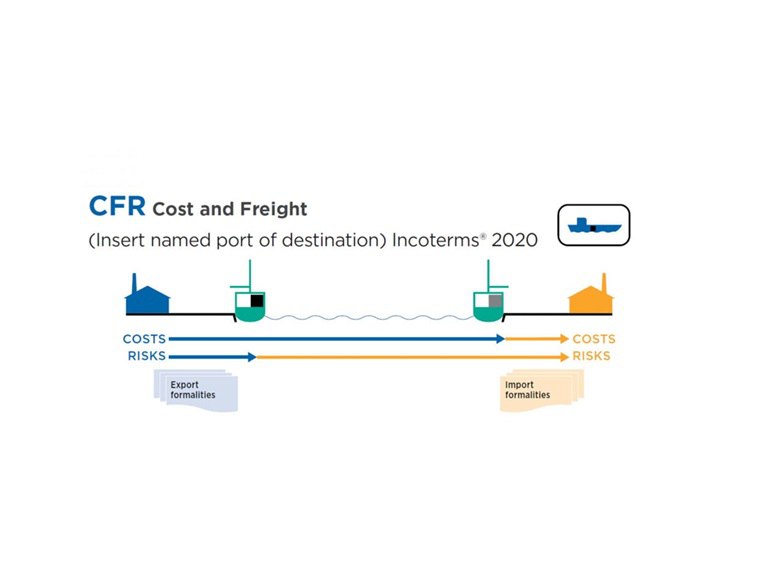 CFR Cost and Freight
(Insert named port of destination) Incoterms® 2020
COSTS COSTS
RISKS RISKS
Export
formalities
Import
formalities